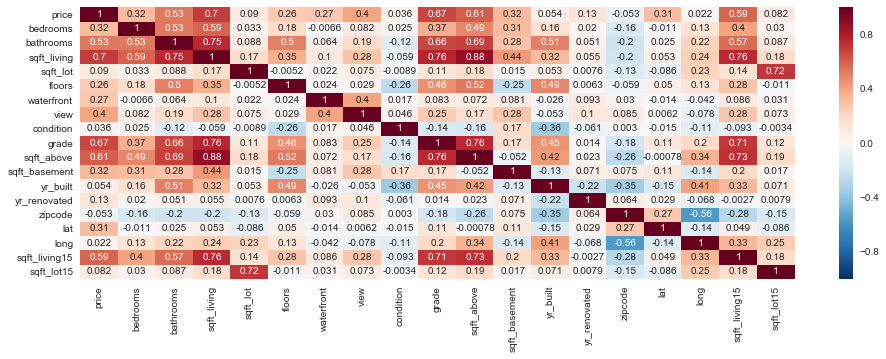 price 1 0.32 0.53 0.7 0.09 0.26 0.27 0.4 0.036 0.67 0.61 0.32 0.054 0.13 -0.053 0.31 0.022 0.59 0.082
bedrooms 0.32 1 0.53 0.59 0.033 0.18 -0.0066 0.082 0.025 0.37 0.49 0.31 0.16 0.02 -0.16 -0.011 0.13 0.4 0.03
bathrooms 0.53 0.53 1 0.75 0.088 0.5 0.064 0.19 -0.12 0.66 0.69 0.28 0.51 0.051 -0.2 0.025 0.22 0.57 0.087
sqft_living 0.7 0.59 0.75 1 0.17 0.35 0.1 0.28 -0.059 0.76 0.88 0.44 0.32 0.055 -0.2 0.053 0.24 0.76 0.18
sqft_lot 0.09 0.033 0.088 0.17 1 -0.0052 0.022 0.075 -0.0089 0.11 0.18 0.015 0.053 0.0076 -0.13 -0.086 0.23 0.14 0.72
floors 0.26 0.18 0.5 0.35 -0.0052 1 0.024 0.029 -0.26 0.46 0.52 -0.25 0.49 0.0063 -0.059 0.05 0.13 0.28 -0.011
waterfront 0.27 -0.0066 0.064 0.1 0.022 0.024 1 0.4 0.017 0.083 0.072 0.081 -0.026 0.093 0.03 -0.014 -0.042 0.086 0.031
view 0.4 0.082 0.19 0.28 0.075 0.029 0.4 1 0.046 0.25 0.17 0.28 -0.053 0.1 0.085 0.0062 -0.078 0.28 0.073
condition 0.036 0.025 -0.12 -0.059 -0.0089 -0.26 0.017 0.046 1 -0.14 -0.16 0.17 -0.36 -0.061 0.003 -0.015 -0.11 -0.093 -0.0034
grade 0.67 0.37 0.66 0.76 0.11 0.46 0.083 0.25 -0.14 1 0.76 0.17 0.45 0.014 -0.18 0.11 0.2 0.71 0.12
sqft_above 0.61 0.49 0.69 0.88 0.18 0.52 0.072 0.17 -0.16 0.76 1 -0.052 0.42 0.023 -0.26 -0.00078 0.34 0.73 0.19
sqft_basement 0.32 0.31 0.28 0.44 0.015 -0.25 0.081 0.28 0.17 0.17 -0.052 1 -0.13 0.071 0.075 0.11 -0.14 0.2 0.017
yr_built 0.054 0.16 0.51 0.32 0.053 0.49 -0.026 -0.053 -0.36 0.45 0.42 -0.13 1 -0.22 -0.35 -0.15 0.41 0.33 0.071
yr_renovated 0.13 0.02 0.051 0.055 0.0076 0.0063 0.093 0.1 -0.061 0.014 0.023 0.071 -0.22 1 0.064 0.029 -0.068 -0.0027 0.0079
zipcode -0.053 -0.16 -0.2 -0.2 -0.13 -0.059 0.03 0.085 0.003 -0.18 -0.26 0.075 -0.35 0.064 1 0.27 -0.56 -0.28 -0.15
lat 0.31 -0.011 0.025 0.053 -0.086 0.05 -0.014 0.0062 -0.015 0.11 -0.00078 0.11 -0.15 0.029 0.27 1 -0.14 0.049 -0.086
long 0.022 0.13 0.22 0.24 0.23 0.13 -0.042 -0.078 -0.11 0.2 0.34 -0.14 0.41 -0.068 -0.56 -0.14 1 0.33 0.25
sqft_living15 0.59 0.4 0.57 0.76 0.14 0.28 0.086 0.28 -0.093 0.71 0.73 0.2 0.33 -0.0027 -0.28 0.049 0.33 1 0.18
sqft_lot15 0.082 0.03 0.087 0.18 0.72 -0.011 0.031 0.073 -0.0034 0.12 0.19 0.017 0.071 0.0079 -0.15 -0.086 0.25 0.18 1
price bedrooms bathrooms sqft_living sqft_lot floors waterfront view condition grade sqft_above sqft_basement yr_built yr_renovated zipcode lat long sqft_living15 sqft_lot15
0.8
0.4
0.0
−0.4
−0.8